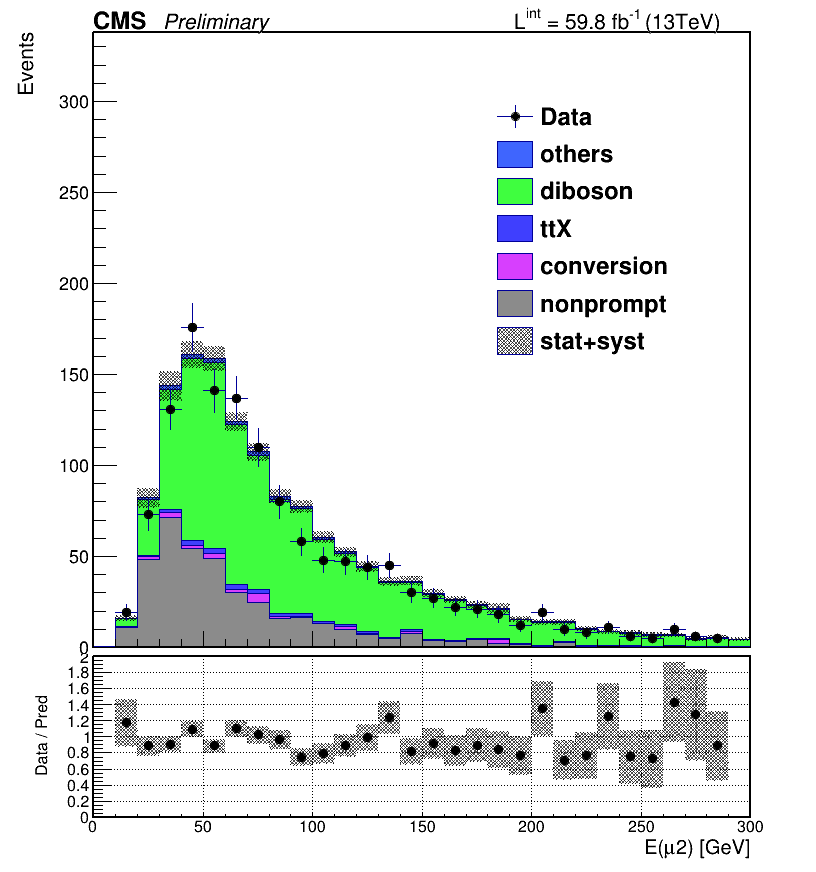 CMS Preliminary L^int = 59.8 fb^-1 (13TeV)
Events
300
250
200
150
100
50
0
Data
others
diboson
ttX
conversion
nonprompt
stat+syst
Data / Pred
2
1.8
1.6
1.4
1.2
1
0.8
0.6
0.4
0.2
0
0 50 100 150 200 250 300
E(μ2) [GeV]